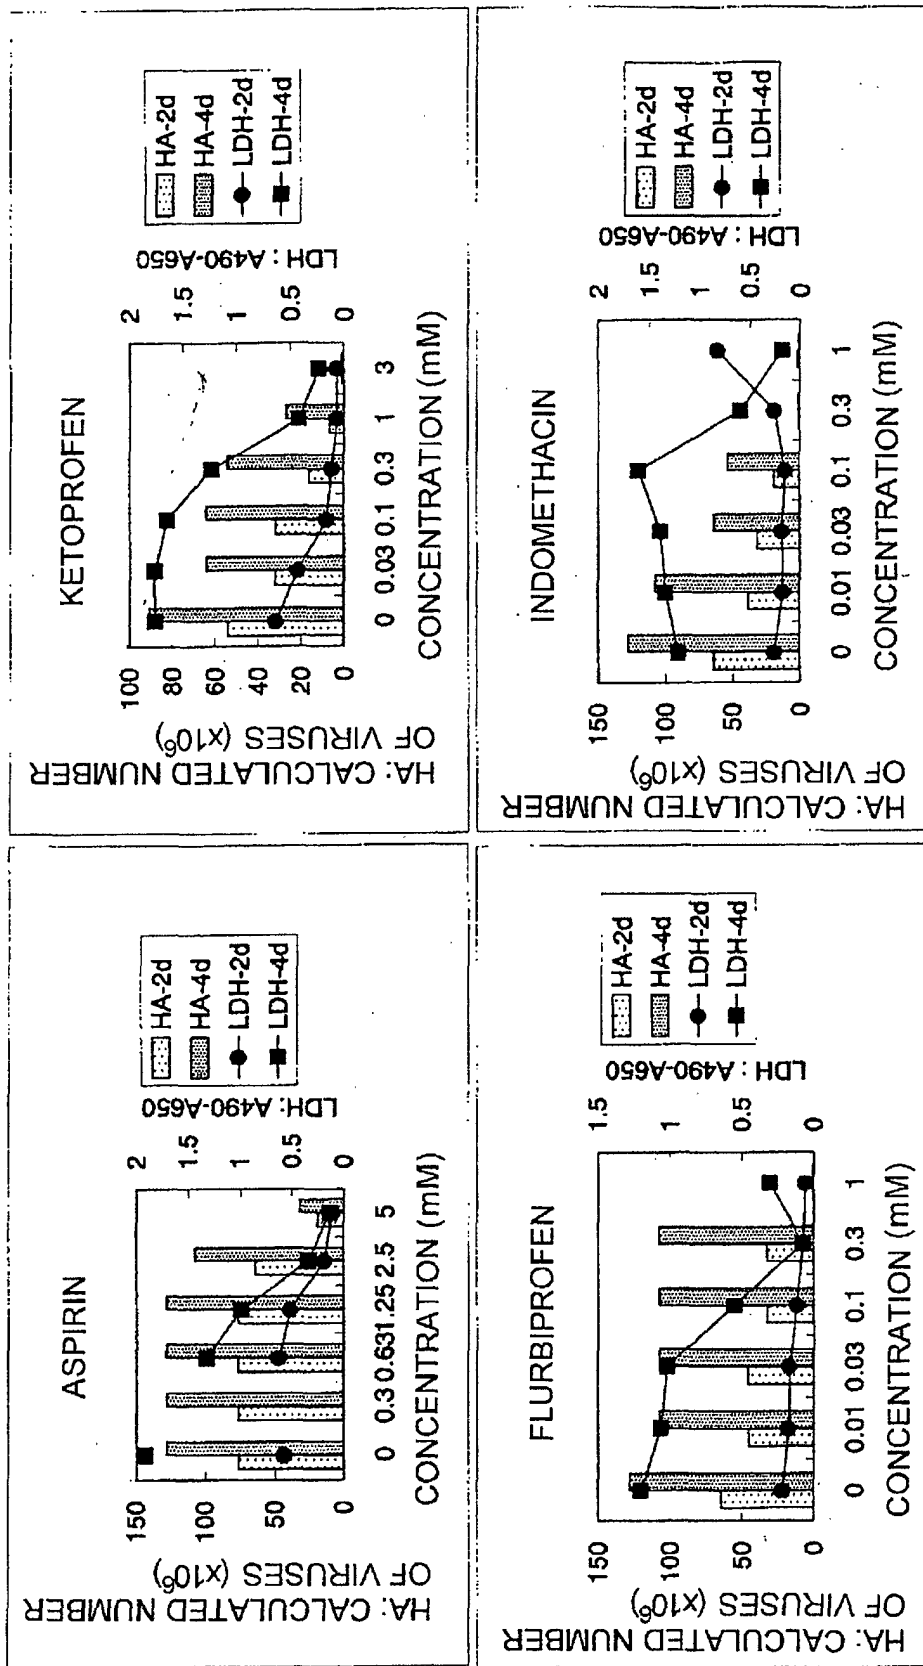 ASPIRIN
HA: CALCULATED NUMBER
OF VIRUSES (x10⁶)
150
100
50
0
2
1.5
1
0.5
0
LDH : A490-A650
0 0.3 0.63 1.25 2.5 5
CONCENTRATION (mM)
HA-2d
HA-4d
LDH-2d
LDH-4d
KETOPROFEN
HA: CALCULATED NUMBER
OF VIRUSES (x10⁶)
100
80
60
40
20
0
2
1.5
1
0.5
0
LDH : A490-A650
0 0.03 0.1 0.3 1 3
CONCENTRATION (mM)
HA-2d
HA-4d
LDH-2d
LDH-4d
FLURBIPROFEN
HA: CALCULATED NUMBER
OF VIRUSES (x10⁶)
150
100
50
0
1.5
1
0.5
0
LDH : A490-A650
0 0.01 0.03 0.1 0.3 1
CONCENTRATION (mM)
HA-2d
HA-4d
LDH-2d
LDH-4d
INDOMETHACIN
HA: CALCULATED NUMBER
OF VIRUSES (x10⁶)
150
100
50
0
2
1.5
1
0.5
0
LDH : A490-A650
0 0.01 0.03 0.1 0.3 1
CONCENTRATION (mM)
HA-2d
HA-4d
LDH-2d
LDH-4d